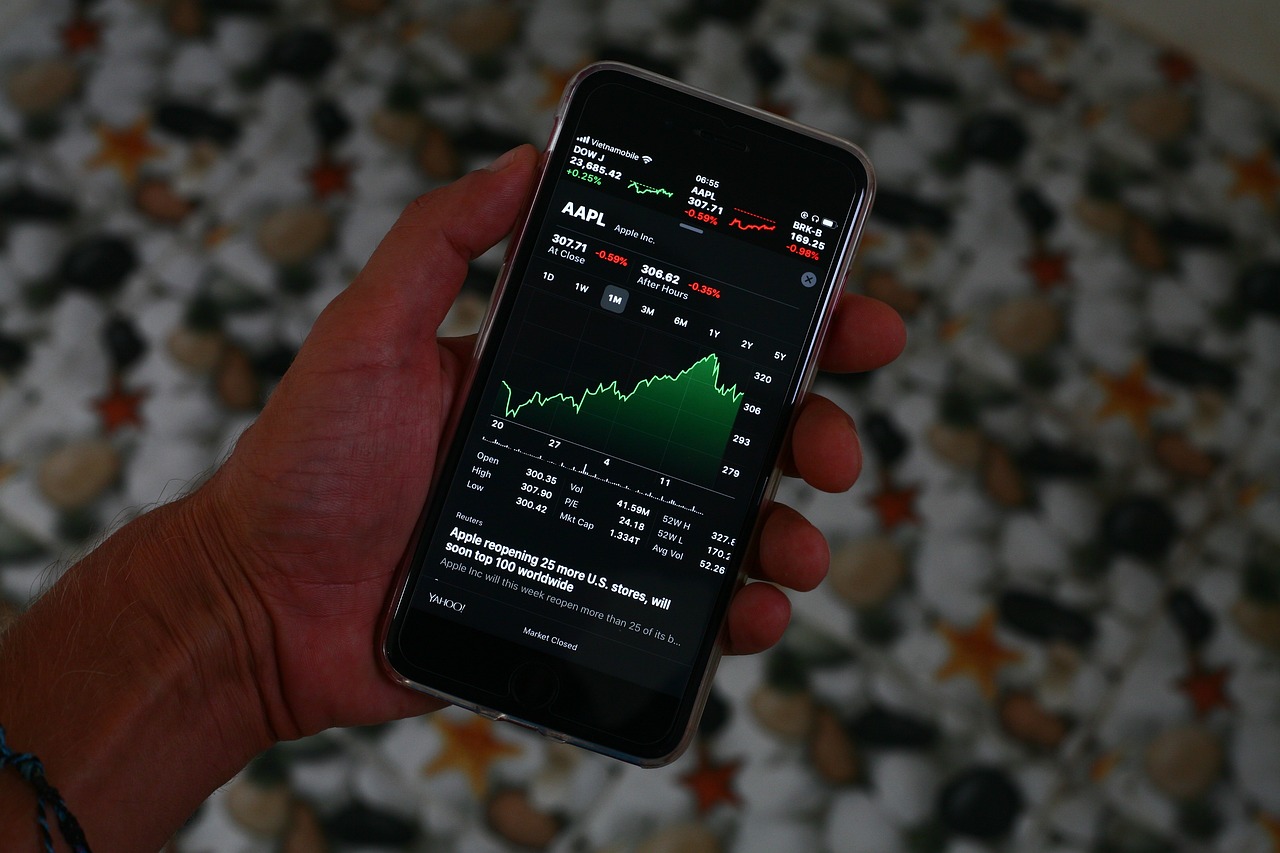 Vietnamobile
06:55
DOW J
23,685.42
+0.25%
AAPL
307.71
-0.59%
BRK-B
169.25
-0.98%
AAPL Apple Inc.
307.71 -0.59%
At Close
306.62 -0.35%
After Hours
1D 1W 1M 3M 6M 1Y 2Y 5Y
320
306
293
279
20 27 4 11
Open 300.35
High 307.90
Low 300.42
Vol 41.59M
P/E 24.18
Mkt Cap 1.334T
52W H 327.8
52W L 170.2
Avg Vol 52.26
Reuters
Apple reopening 25 more U.S. stores, will
soon top 100 worldwide
Apple Inc will this week reopen more than 25 of its b...
YAHOO!
Market Closed